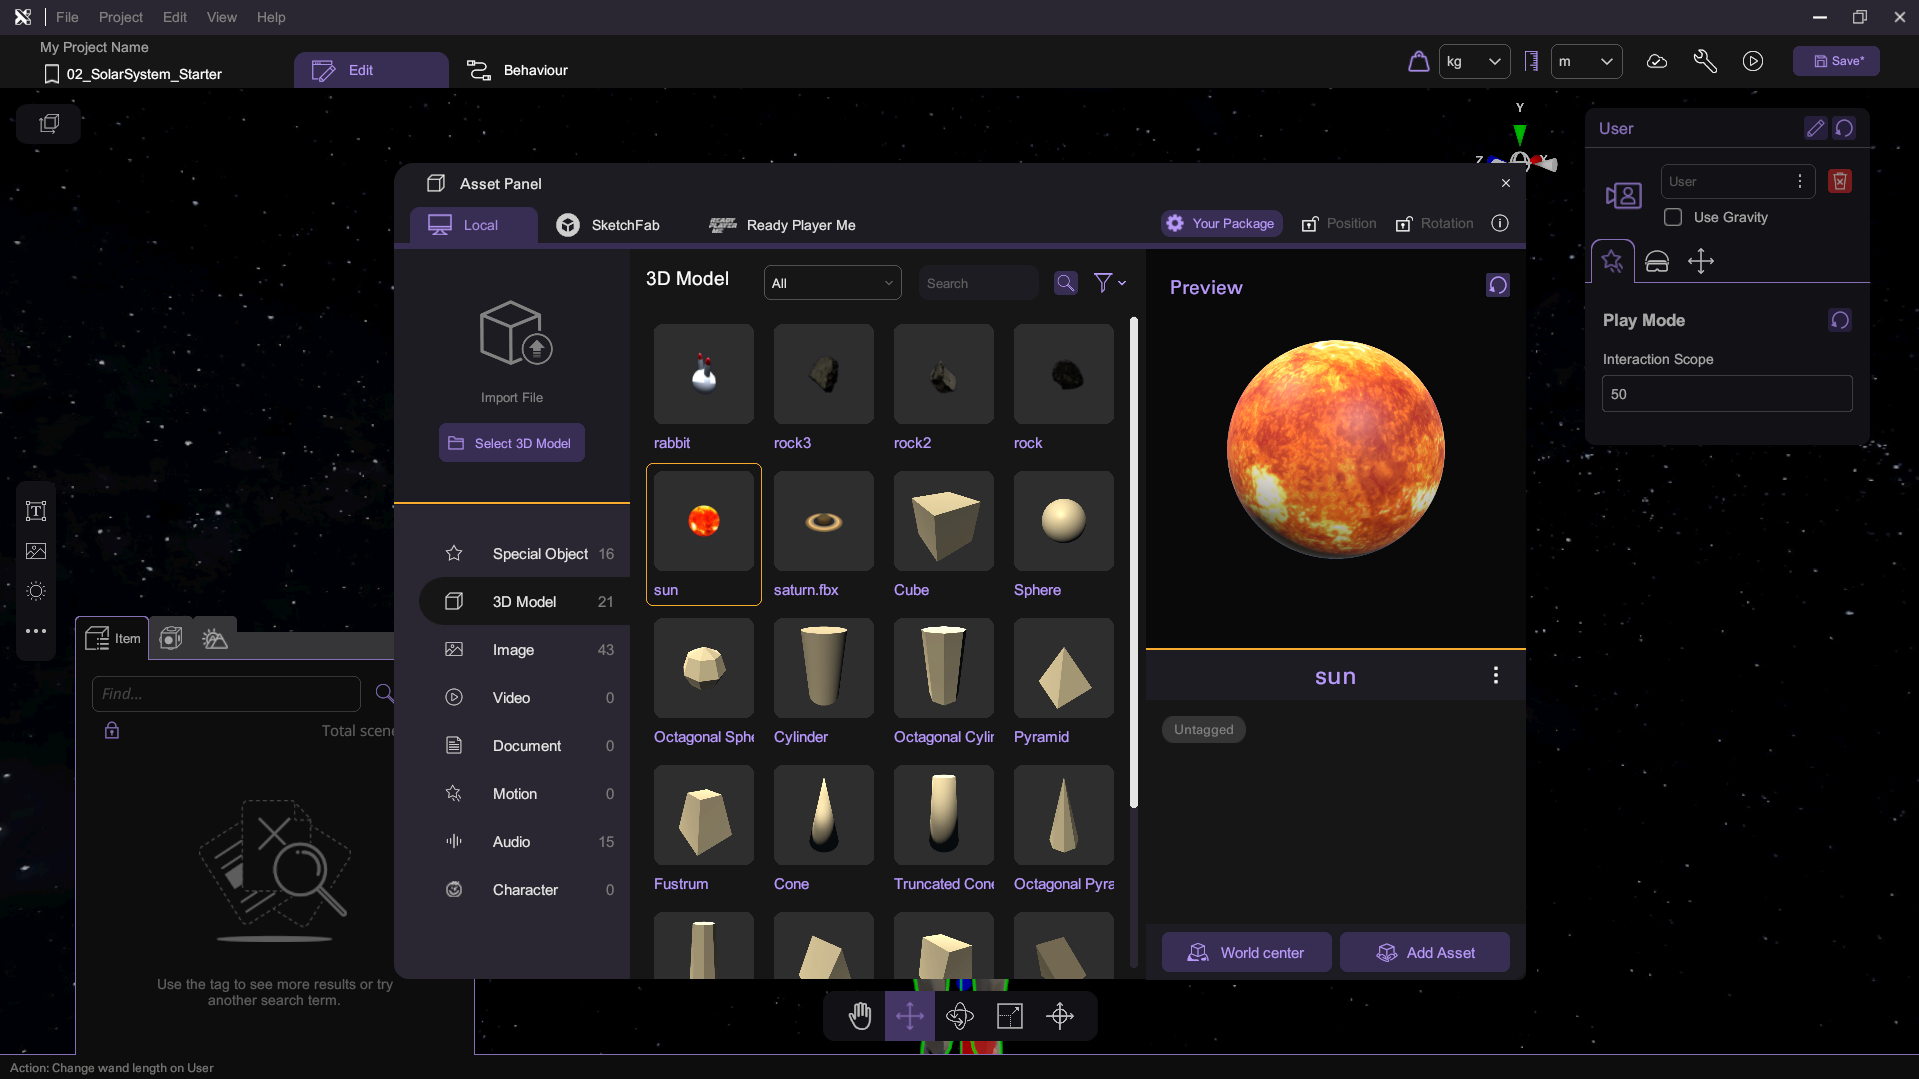 File Project Edit View Help
My Project Name
02_SolarSystem_Starter
Edit
Behaviour
kg
m
Save*
Y
Z
X
User
User
Use Gravity
Play Mode
Interaction Scope
50
Asset Panel
Local
SketchFab
READY PLAYER ME
Ready Player Me
Your Package
Position
Rotation
Import File
Select 3D Model
Special Object 16
3D Model 21
Image 43
Video 0
Document 0
Motion 0
Audio 15
Character 0
3D Model
All
Search
rabbit
rock3
rock2
rock
sun
saturn.fbx
Cube
Sphere
Octagonal Sphe
Cylinder
Octagonal Cylin
Pyramid
Fustrum
Cone
Truncated Cone
Octagonal Pyra
Preview
sun
Untagged
World center
Add Asset
Item
Find...
Total scene
Use the tag to see more results or try
another search term.
Action: Change wand length on User